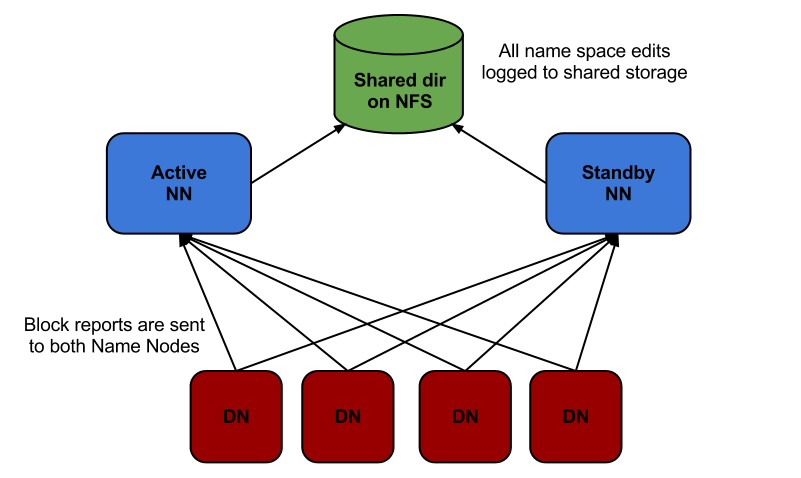 Shared dir
on NFS
All name space edits
logged to shared storage
Active
NN
Standby
NN
Block reports are sent
to both Name Nodes
DN
DN
DN
DN